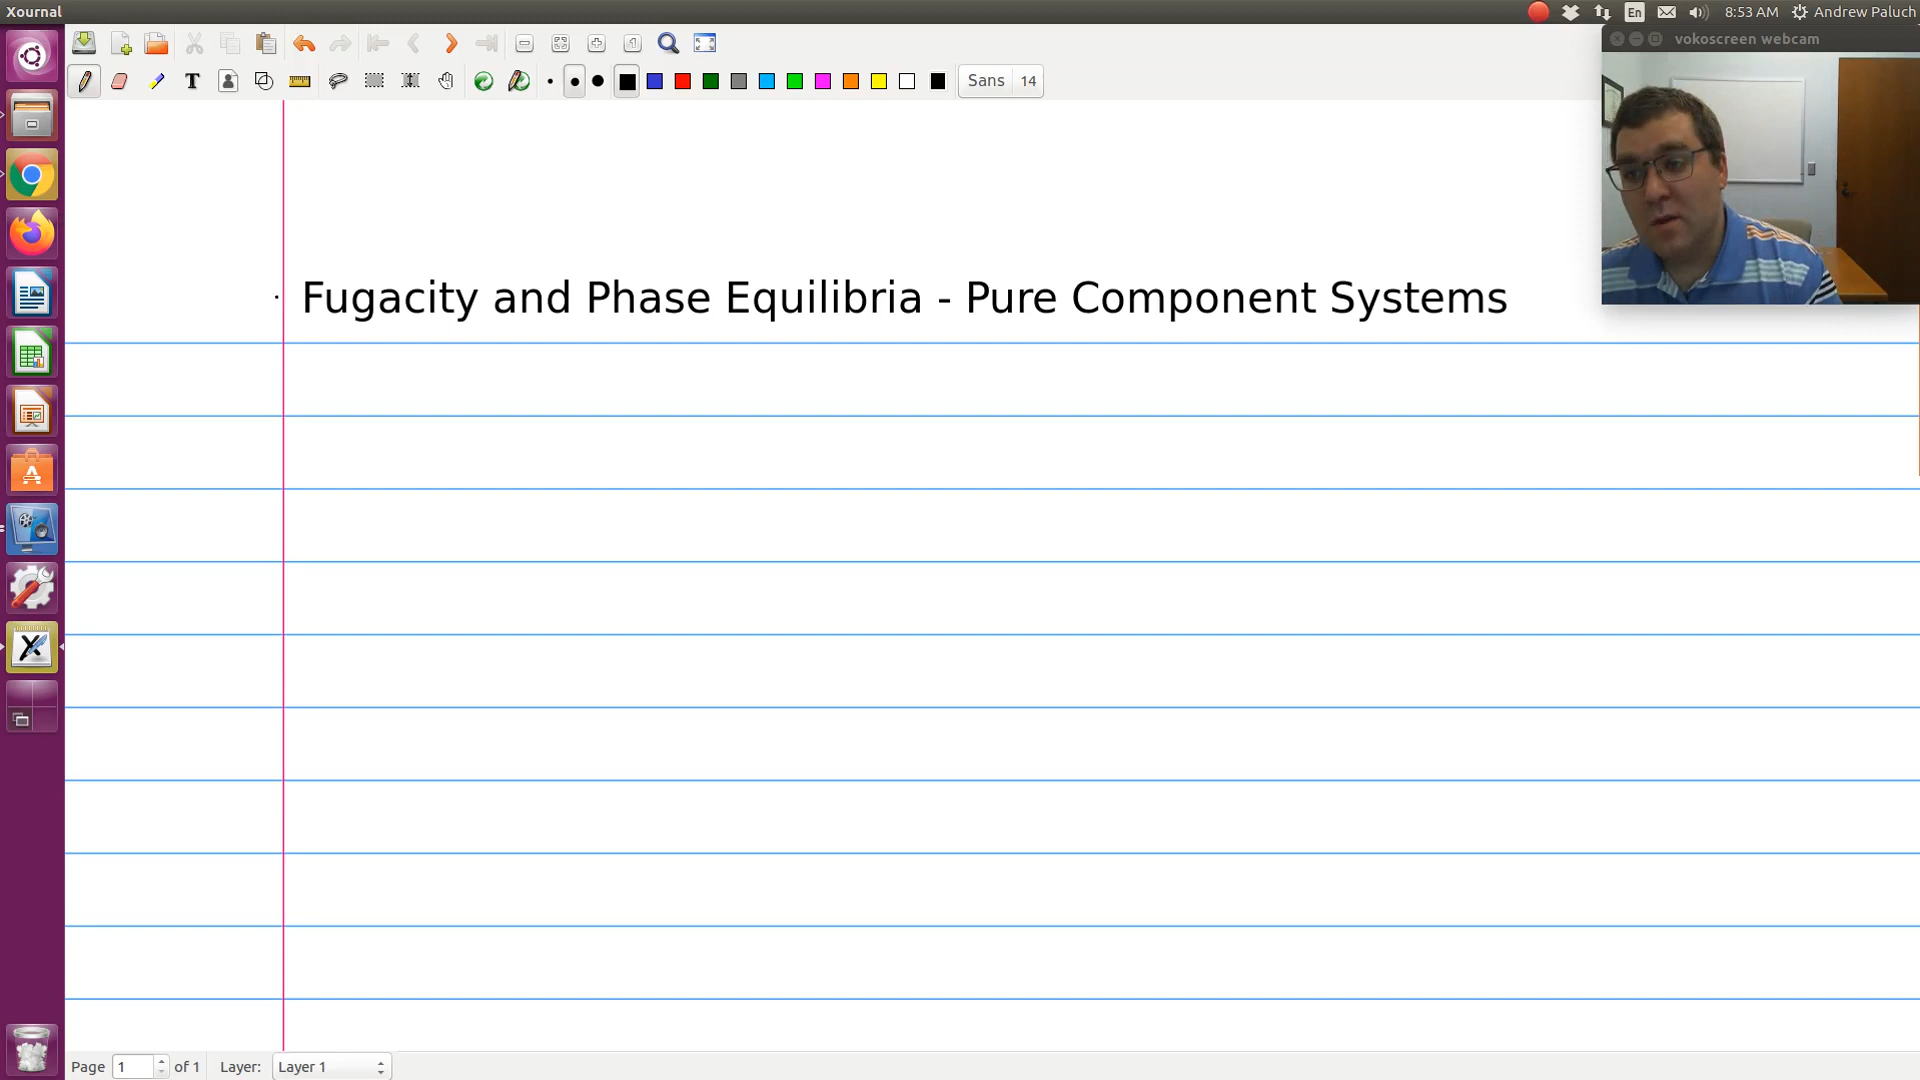 Xournal
En
8:53 AM
Andrew Paluch
vokoscreen webcam
Sans 14
Fugacity and Phase Equilibria - Pure Component Systems
Page 1 of 1 Layer: Layer 1